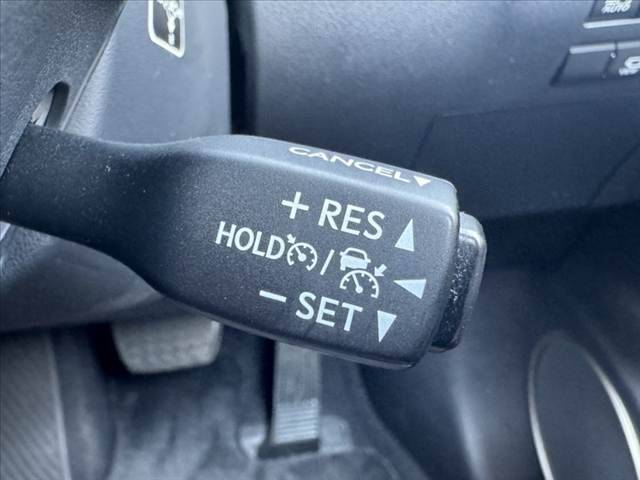 CANCEL
+ RES
HOLD /
− SET